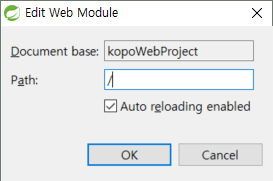 Edit Web Module
Document base: kopoWebProject
Path: /
Auto reloading enabled
OK Cancel